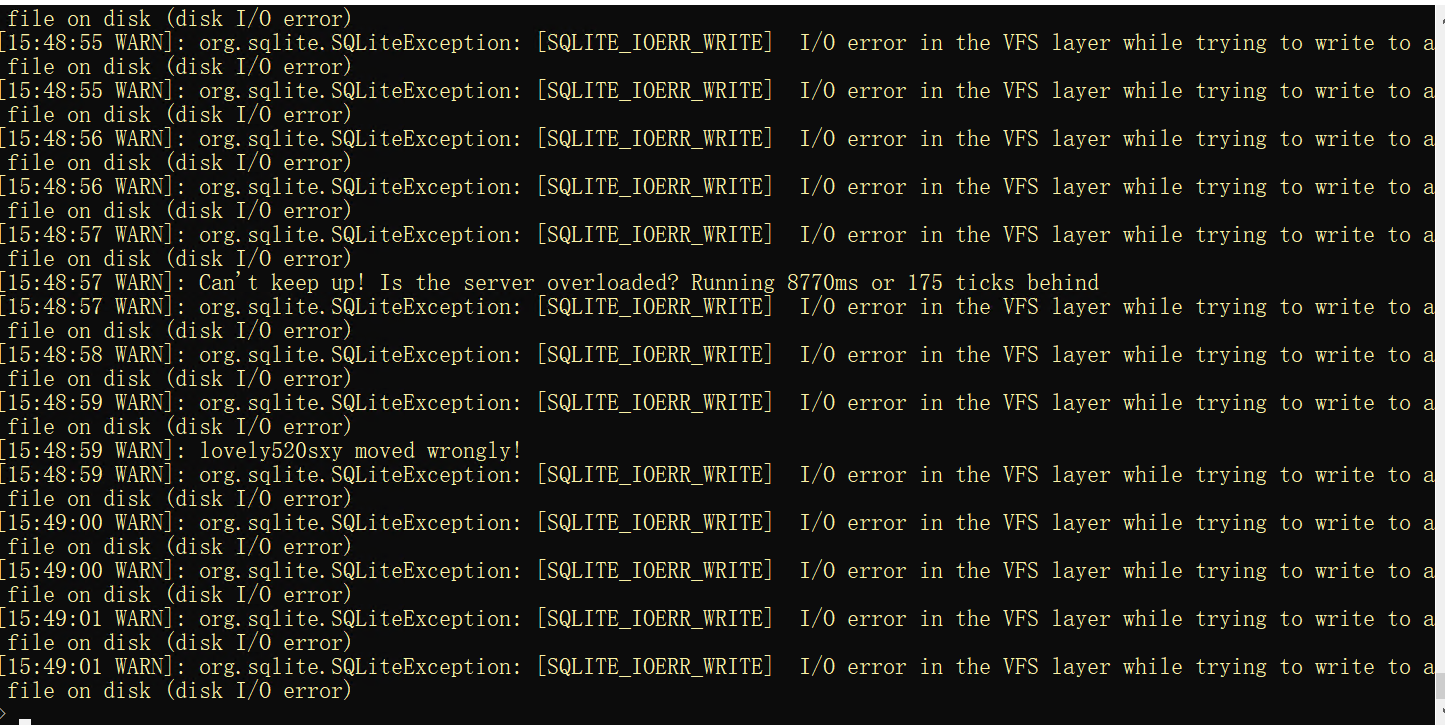 file on disk (disk I/O error)
[15:48:55 WARN]: org.sqlite.SQLiteException: [SQLITE_IOERR_WRITE]  I/O error in the VFS layer while trying to write to a
file on disk (disk I/O error)
[15:48:55 WARN]: org.sqlite.SQLiteException: [SQLITE_IOERR_WRITE]  I/O error in the VFS layer while trying to write to a
file on disk (disk I/O error)
[15:48:56 WARN]: org.sqlite.SQLiteException: [SQLITE_IOERR_WRITE]  I/O error in the VFS layer while trying to write to a
file on disk (disk I/O error)
[15:48:56 WARN]: org.sqlite.SQLiteException: [SQLITE_IOERR_WRITE]  I/O error in the VFS layer while trying to write to a
file on disk (disk I/O error)
[15:48:57 WARN]: org.sqlite.SQLiteException: [SQLITE_IOERR_WRITE]  I/O error in the VFS layer while trying to write to a
file on disk (disk I/O error)
[15:48:57 WARN]: Can't keep up! Is the server overloaded? Running 8770ms or 175 ticks behind
[15:48:57 WARN]: org.sqlite.SQLiteException: [SQLITE_IOERR_WRITE]  I/O error in the VFS layer while trying to write to a
file on disk (disk I/O error)
[15:48:58 WARN]: org.sqlite.SQLiteException: [SQLITE_IOERR_WRITE]  I/O error in the VFS layer while trying to write to a
file on disk (disk I/O error)
[15:48:59 WARN]: org.sqlite.SQLiteException: [SQLITE_IOERR_WRITE]  I/O error in the VFS layer while trying to write to a
file on disk (disk I/O error)
[15:48:59 WARN]: lovely520sxy moved wrongly!
[15:48:59 WARN]: org.sqlite.SQLiteException: [SQLITE_IOERR_WRITE]  I/O error in the VFS layer while trying to write to a
file on disk (disk I/O error)
[15:49:00 WARN]: org.sqlite.SQLiteException: [SQLITE_IOERR_WRITE]  I/O error in the VFS layer while trying to write to a
file on disk (disk I/O error)
[15:49:00 WARN]: org.sqlite.SQLiteException: [SQLITE_IOERR_WRITE]  I/O error in the VFS layer while trying to write to a
file on disk (disk I/O error)
[15:49:01 WARN]: org.sqlite.SQLiteException: [SQLITE_IOERR_WRITE]  I/O error in the VFS layer while trying to write to a
file on disk (disk I/O error)
[15:49:01 WARN]: org.sqlite.SQLiteException: [SQLITE_IOERR_WRITE]  I/O error in the VFS layer while trying to write to a
file on disk (disk I/O error)
>